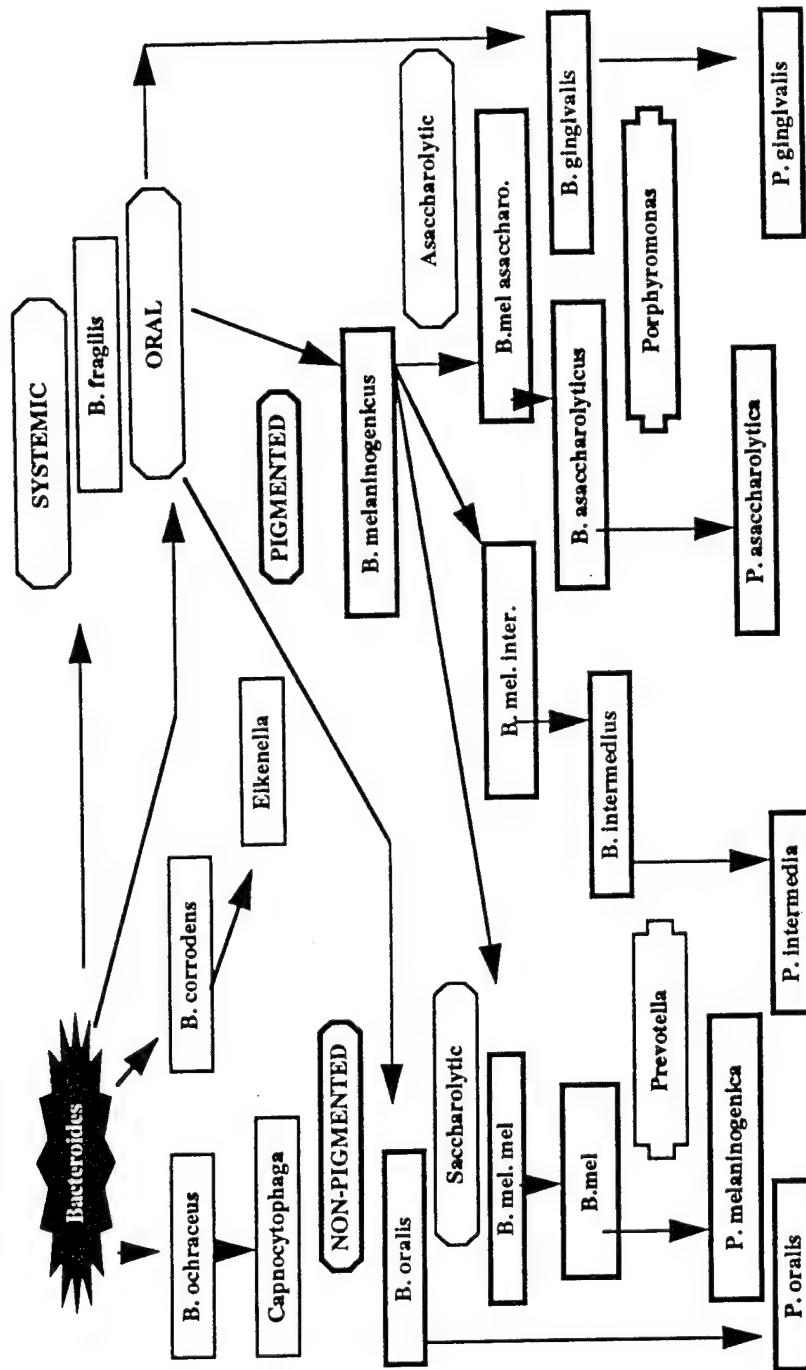 Bacteroides
SYSTEMIC
B. fragilis
ORAL
B. ochraceus
B. corrodens
Capnocytophaga
Eikenella
NON-PIGMENTED
PIGMENTED
B. oralis
B. melaninogenicus
Saccharolytic
Asaccharolytic
B. mel. mel
B. mel. inter.
B.mel asaccharo.
B.mel
B. intermedius
B. asaccharolyticus
B. gingivalis
Prevotella
Porphyromonas
P. melaninogenica
P. asaccharolytica
P. oralis
P. intermedia
P. gingivalis